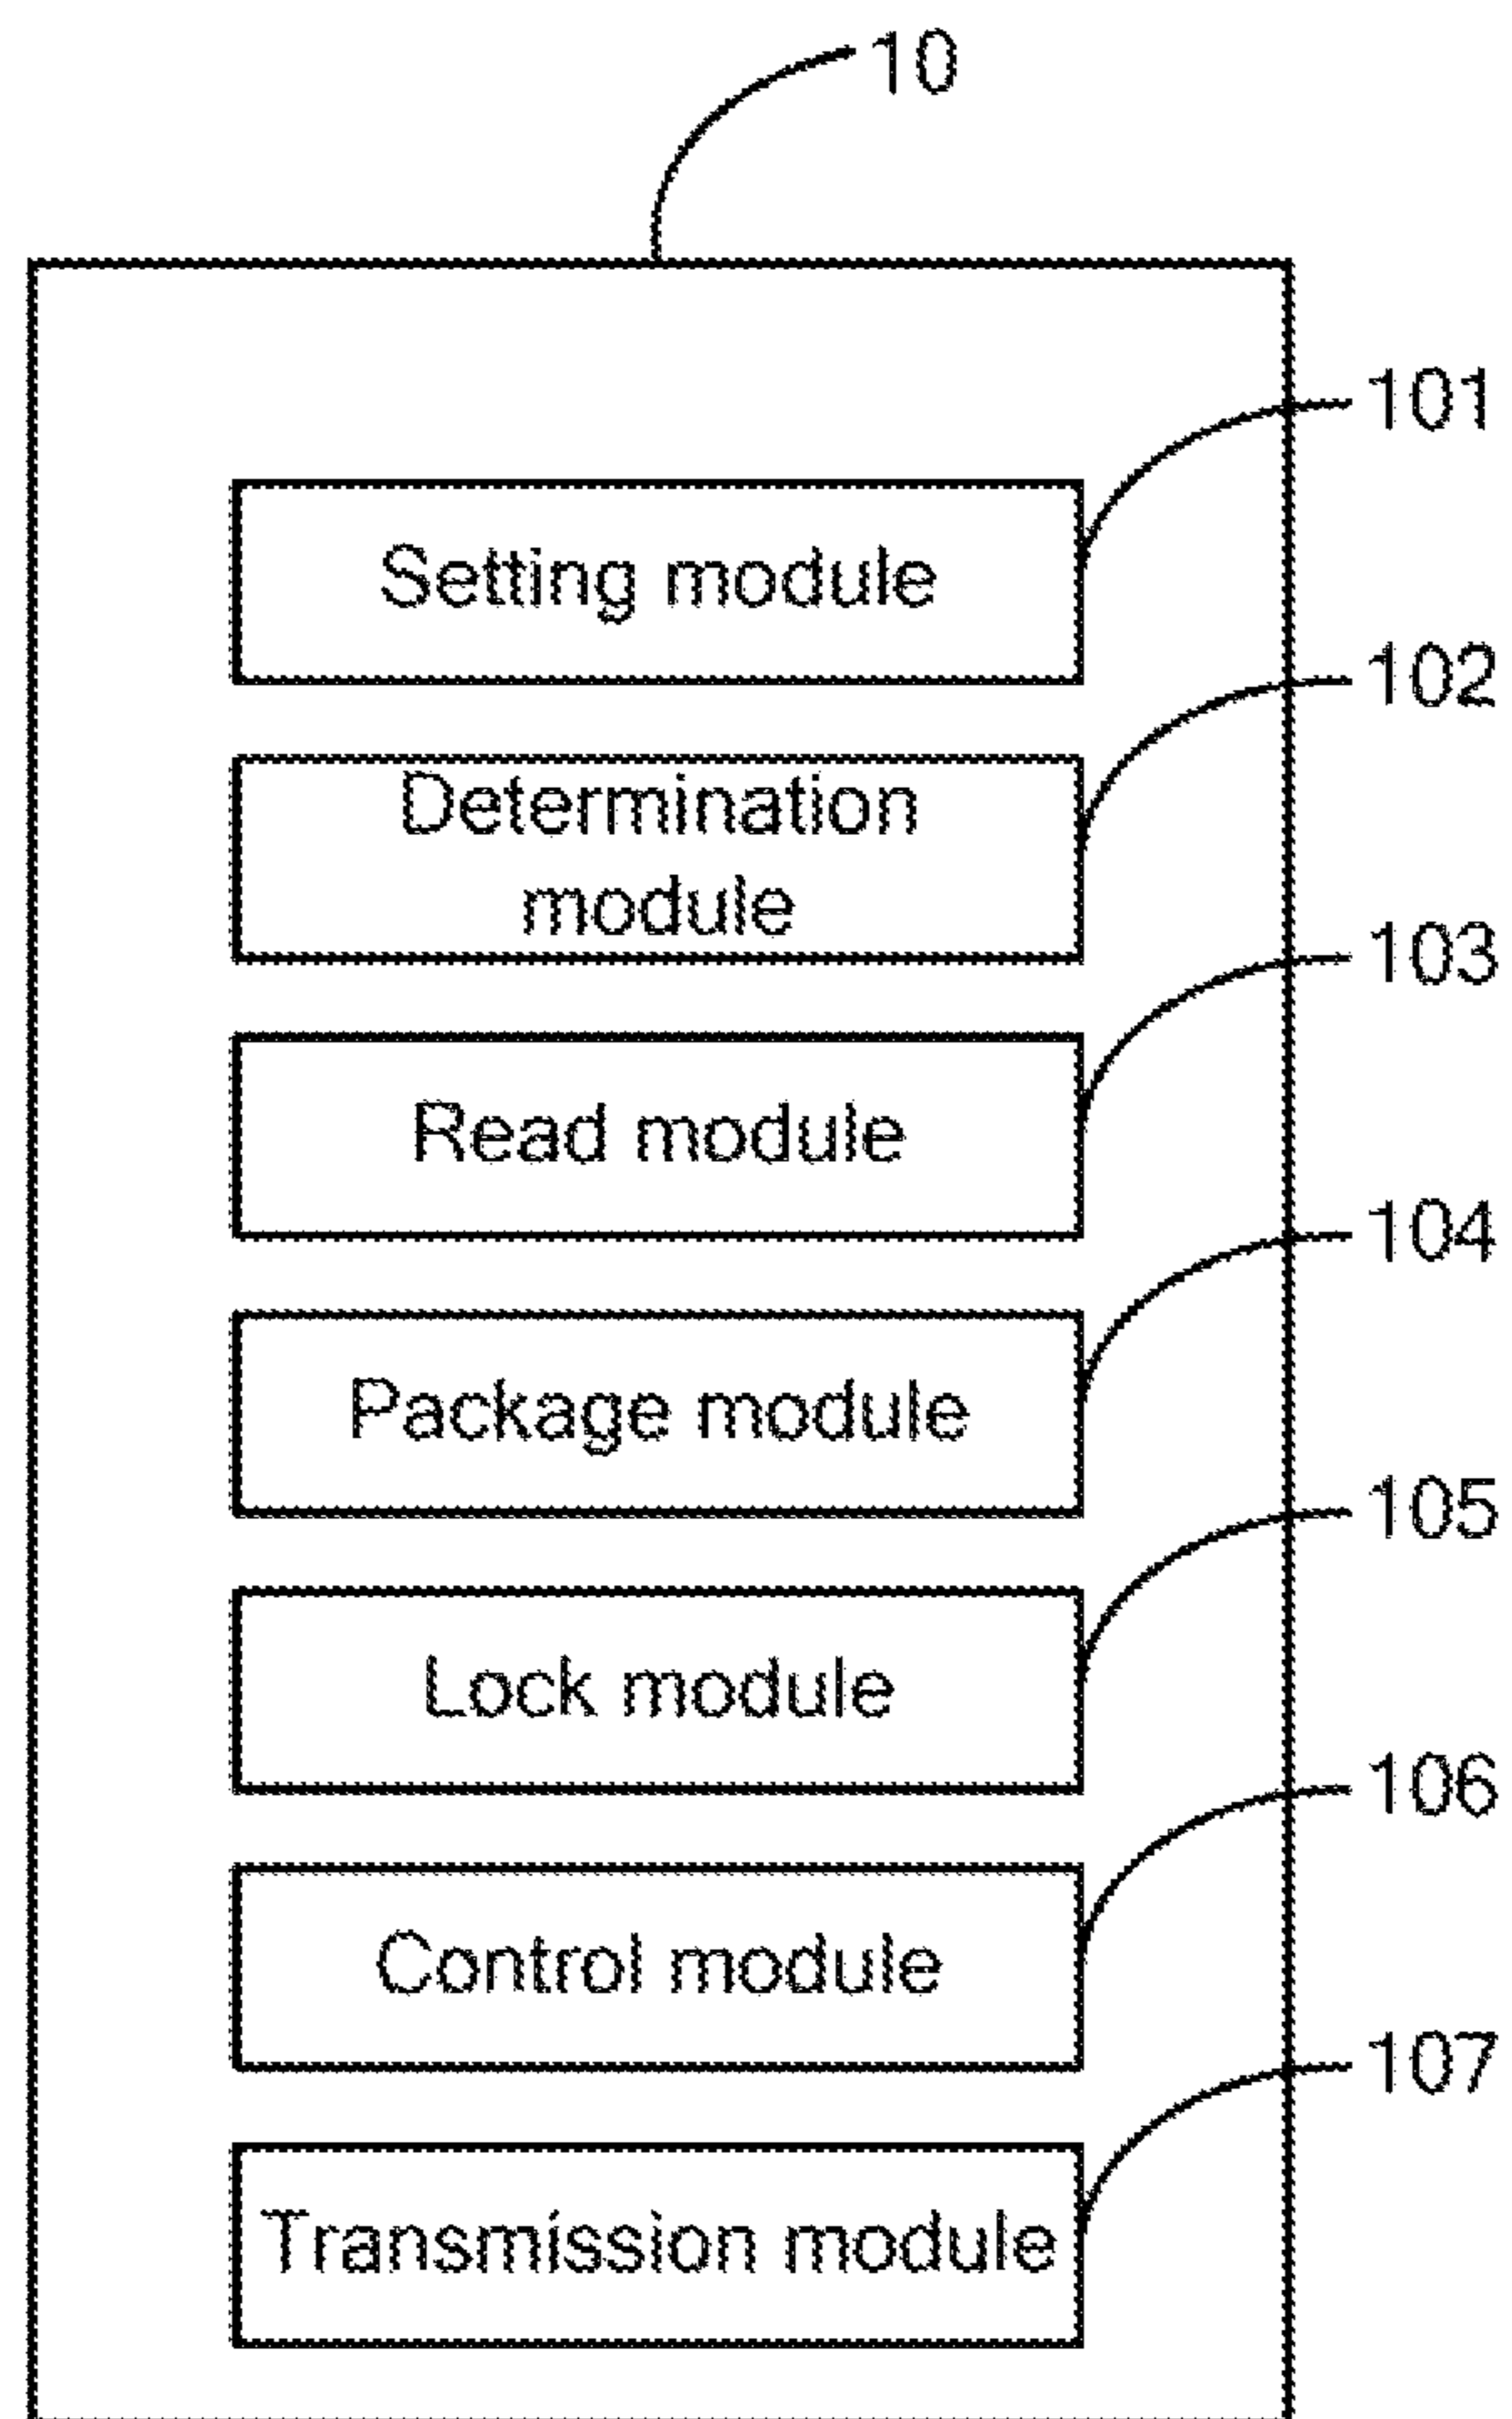 10
101
Setting module
102
Determination
module
103
Read module
104
Package module
105
Lock module
106
Control module
107
Transmission module